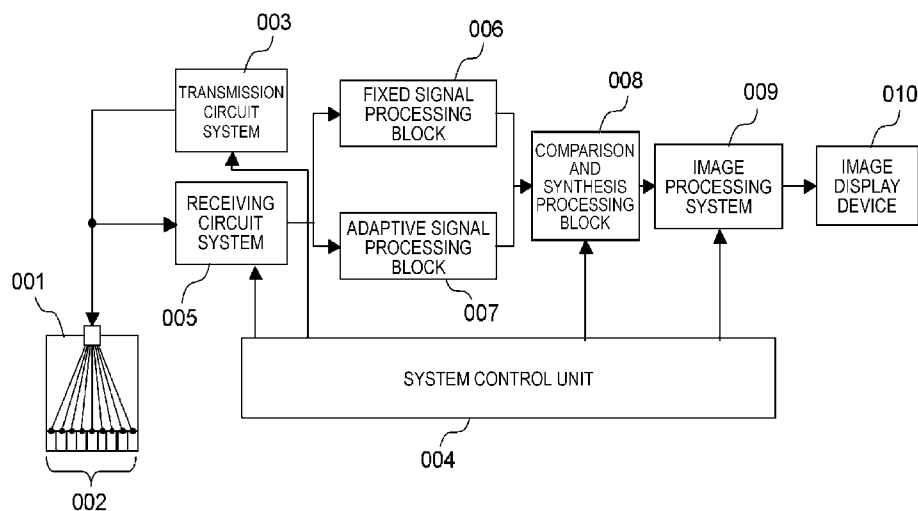 003
TRANSMISSION
CIRCUIT
SYSTEM
006
FIXED SIGNAL
PROCESSING
BLOCK
008
COMPARISON
AND
SYNTHESIS
PROCESSING
BLOCK
009
IMAGE
PROCESSING
SYSTEM
010
IMAGE
DISPLAY
DEVICE
RECEIVING
CIRCUIT
SYSTEM
005
ADAPTIVE SIGNAL
PROCESSING
BLOCK
007
001
002
SYSTEM CONTROL UNIT
004